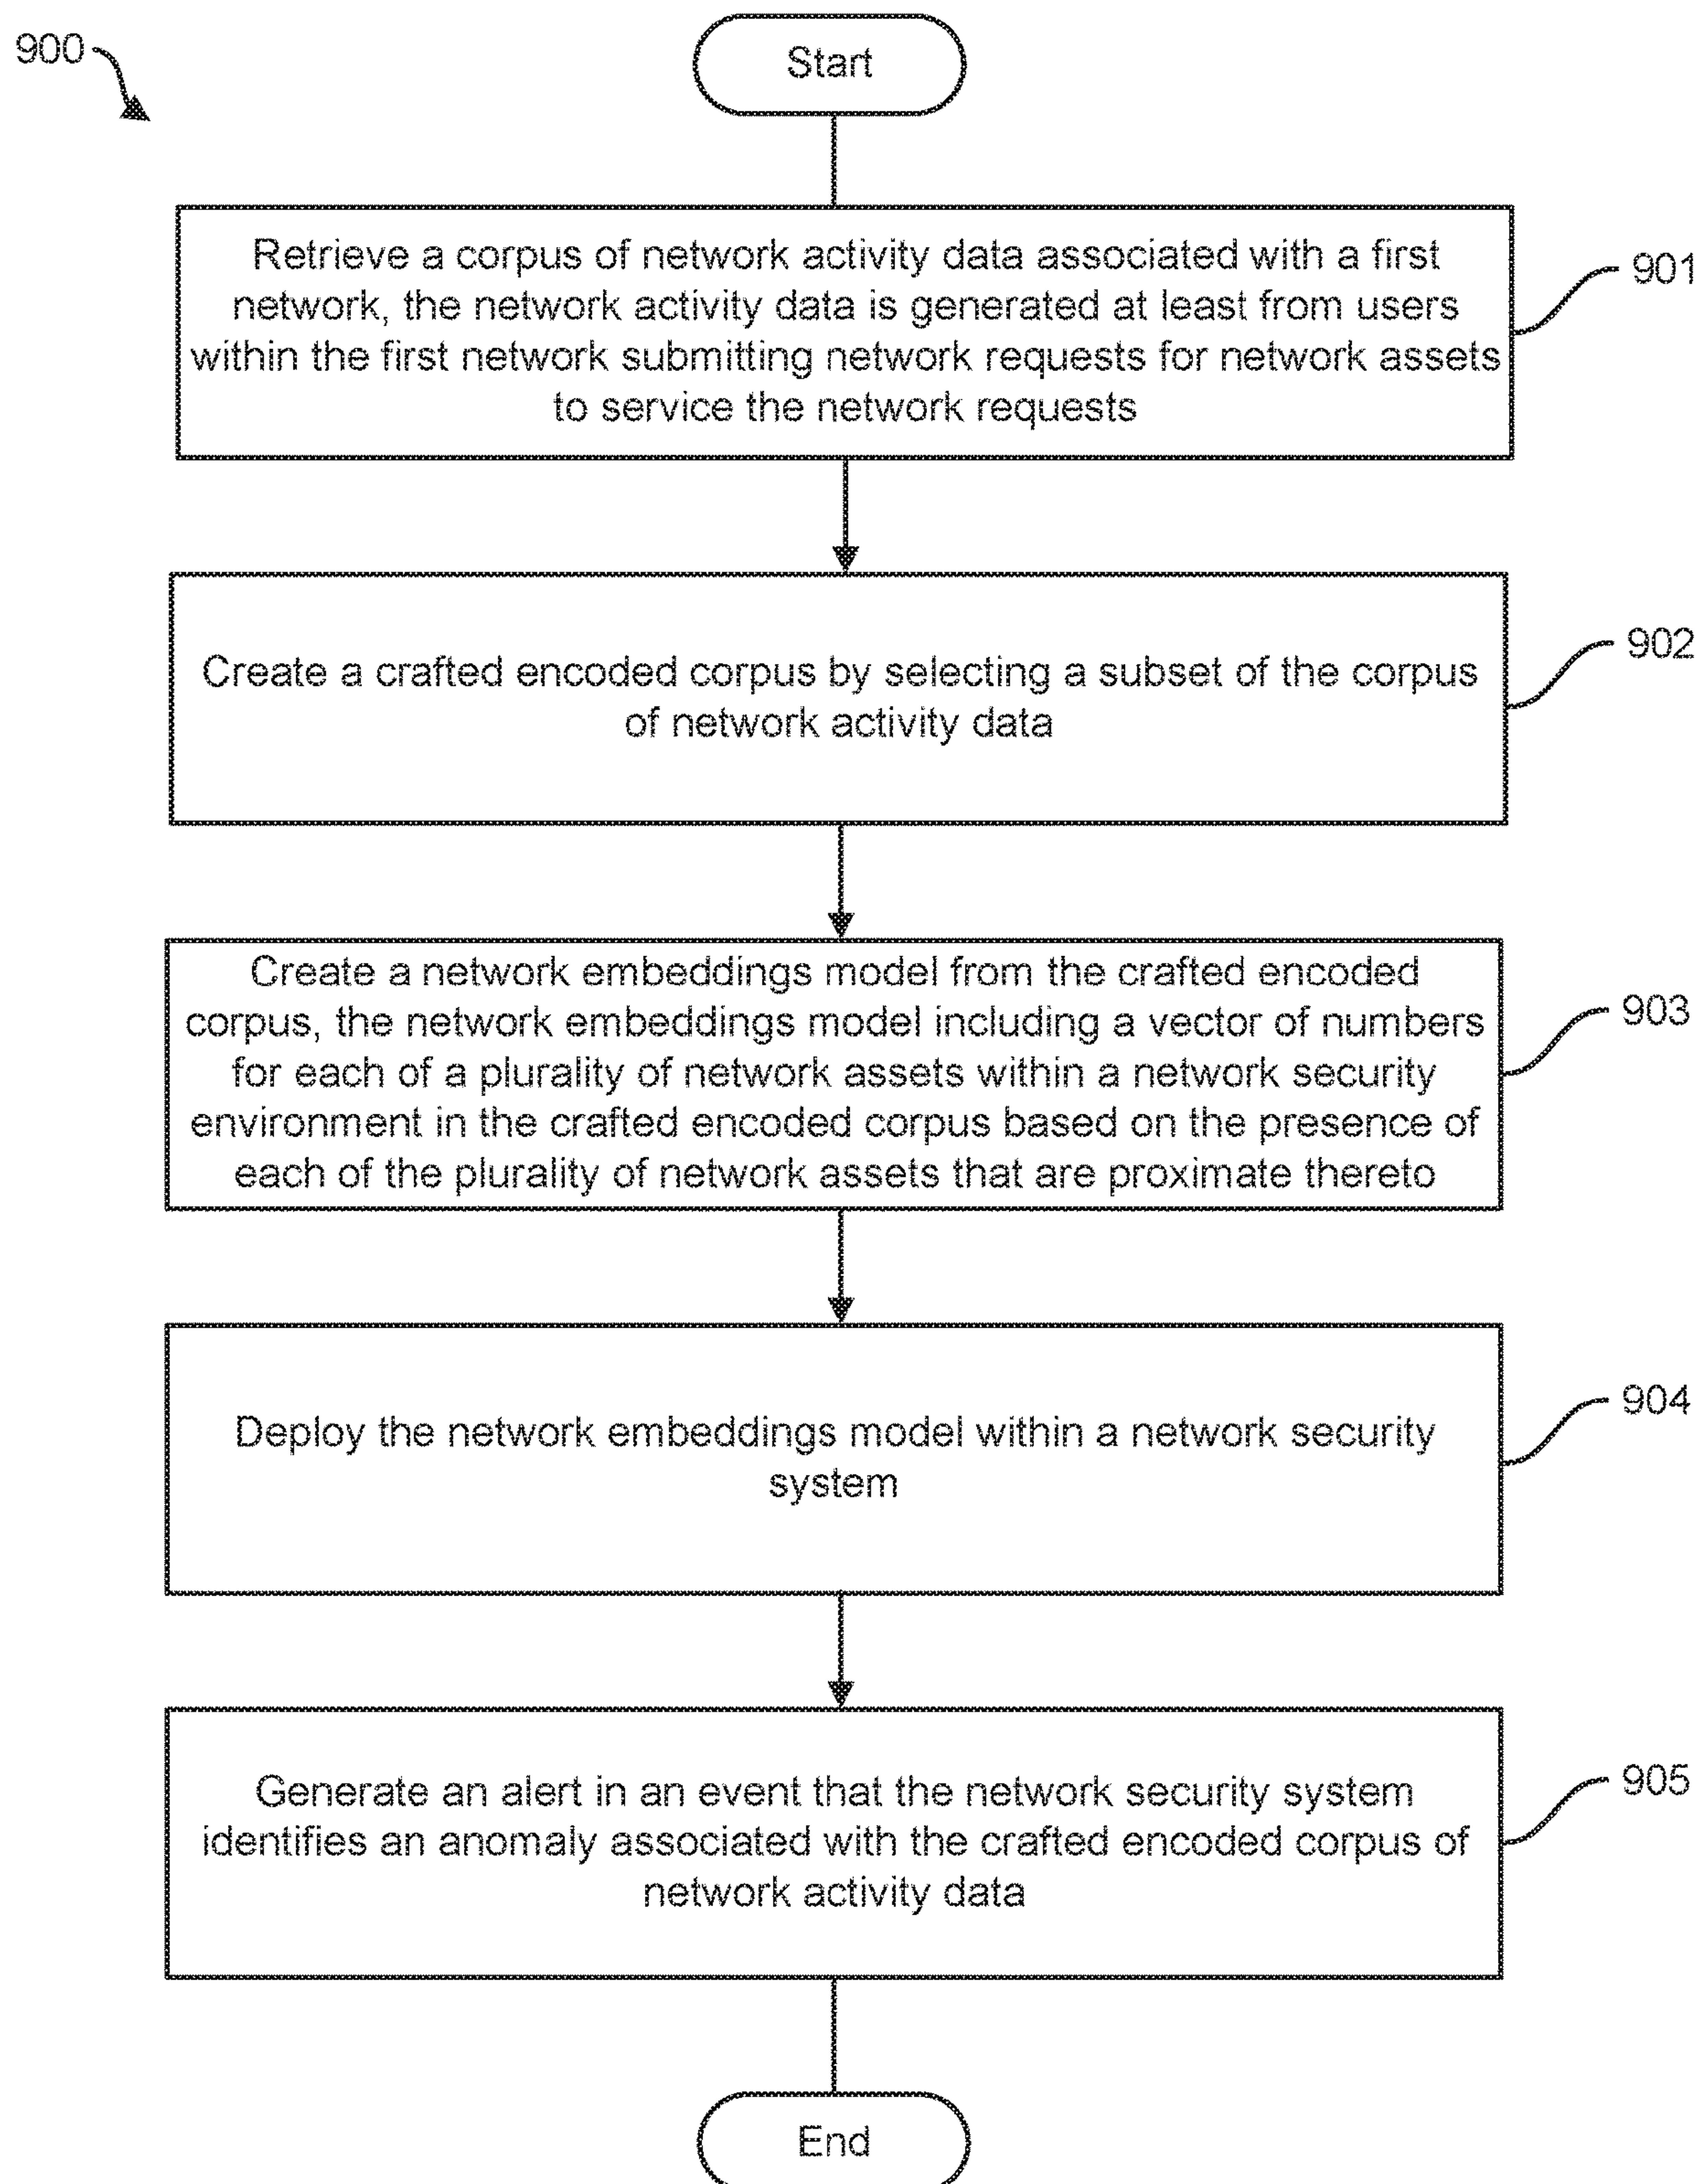 900
Start
Retrieve a corpus of network activity data associated with a first
network, the network activity data is generated at least from users
within the first network submitting network requests for network assets
to service the network requests
901
Create a crafted encoded corpus by selecting a subset of the corpus
of network activity data
902
Create a network embeddings model from the crafted encoded
corpus, the network embeddings model including a vector of numbers
for each of a plurality of network assets within a network security
environment in the crafted encoded corpus based on the presence of
each of the plurality of network assets that are proximate thereto
903
Deploy the network embeddings model within a network security
system
904
Generate an alert in an event that the network security system
identifies an anomaly associated with the crafted encoded corpus of
network activity data
905
End